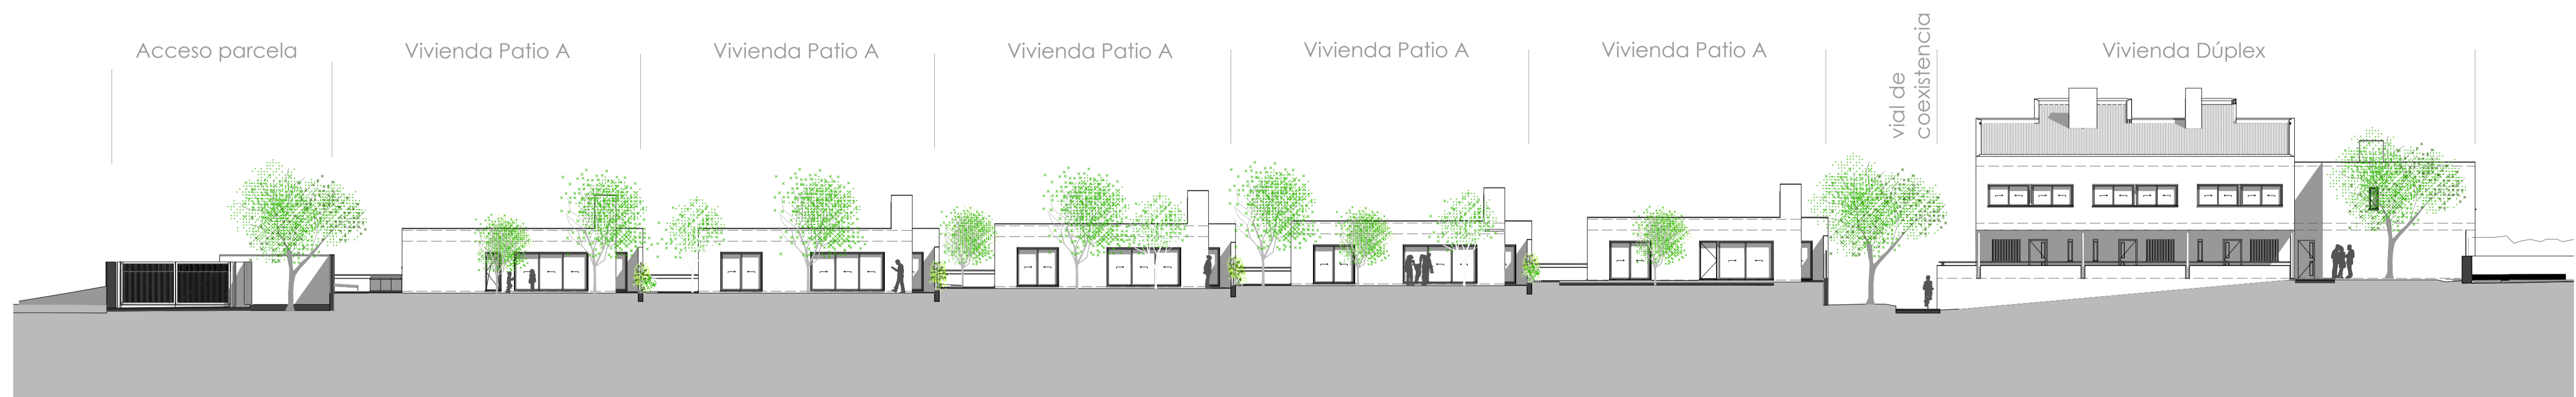 Acceso parcela
Vivienda Patio A
Vivienda Patio A
Vivienda Patio A
Vivienda Patio A
Vivienda Patio A
vial de
coexistencia
Vivienda Dúplex